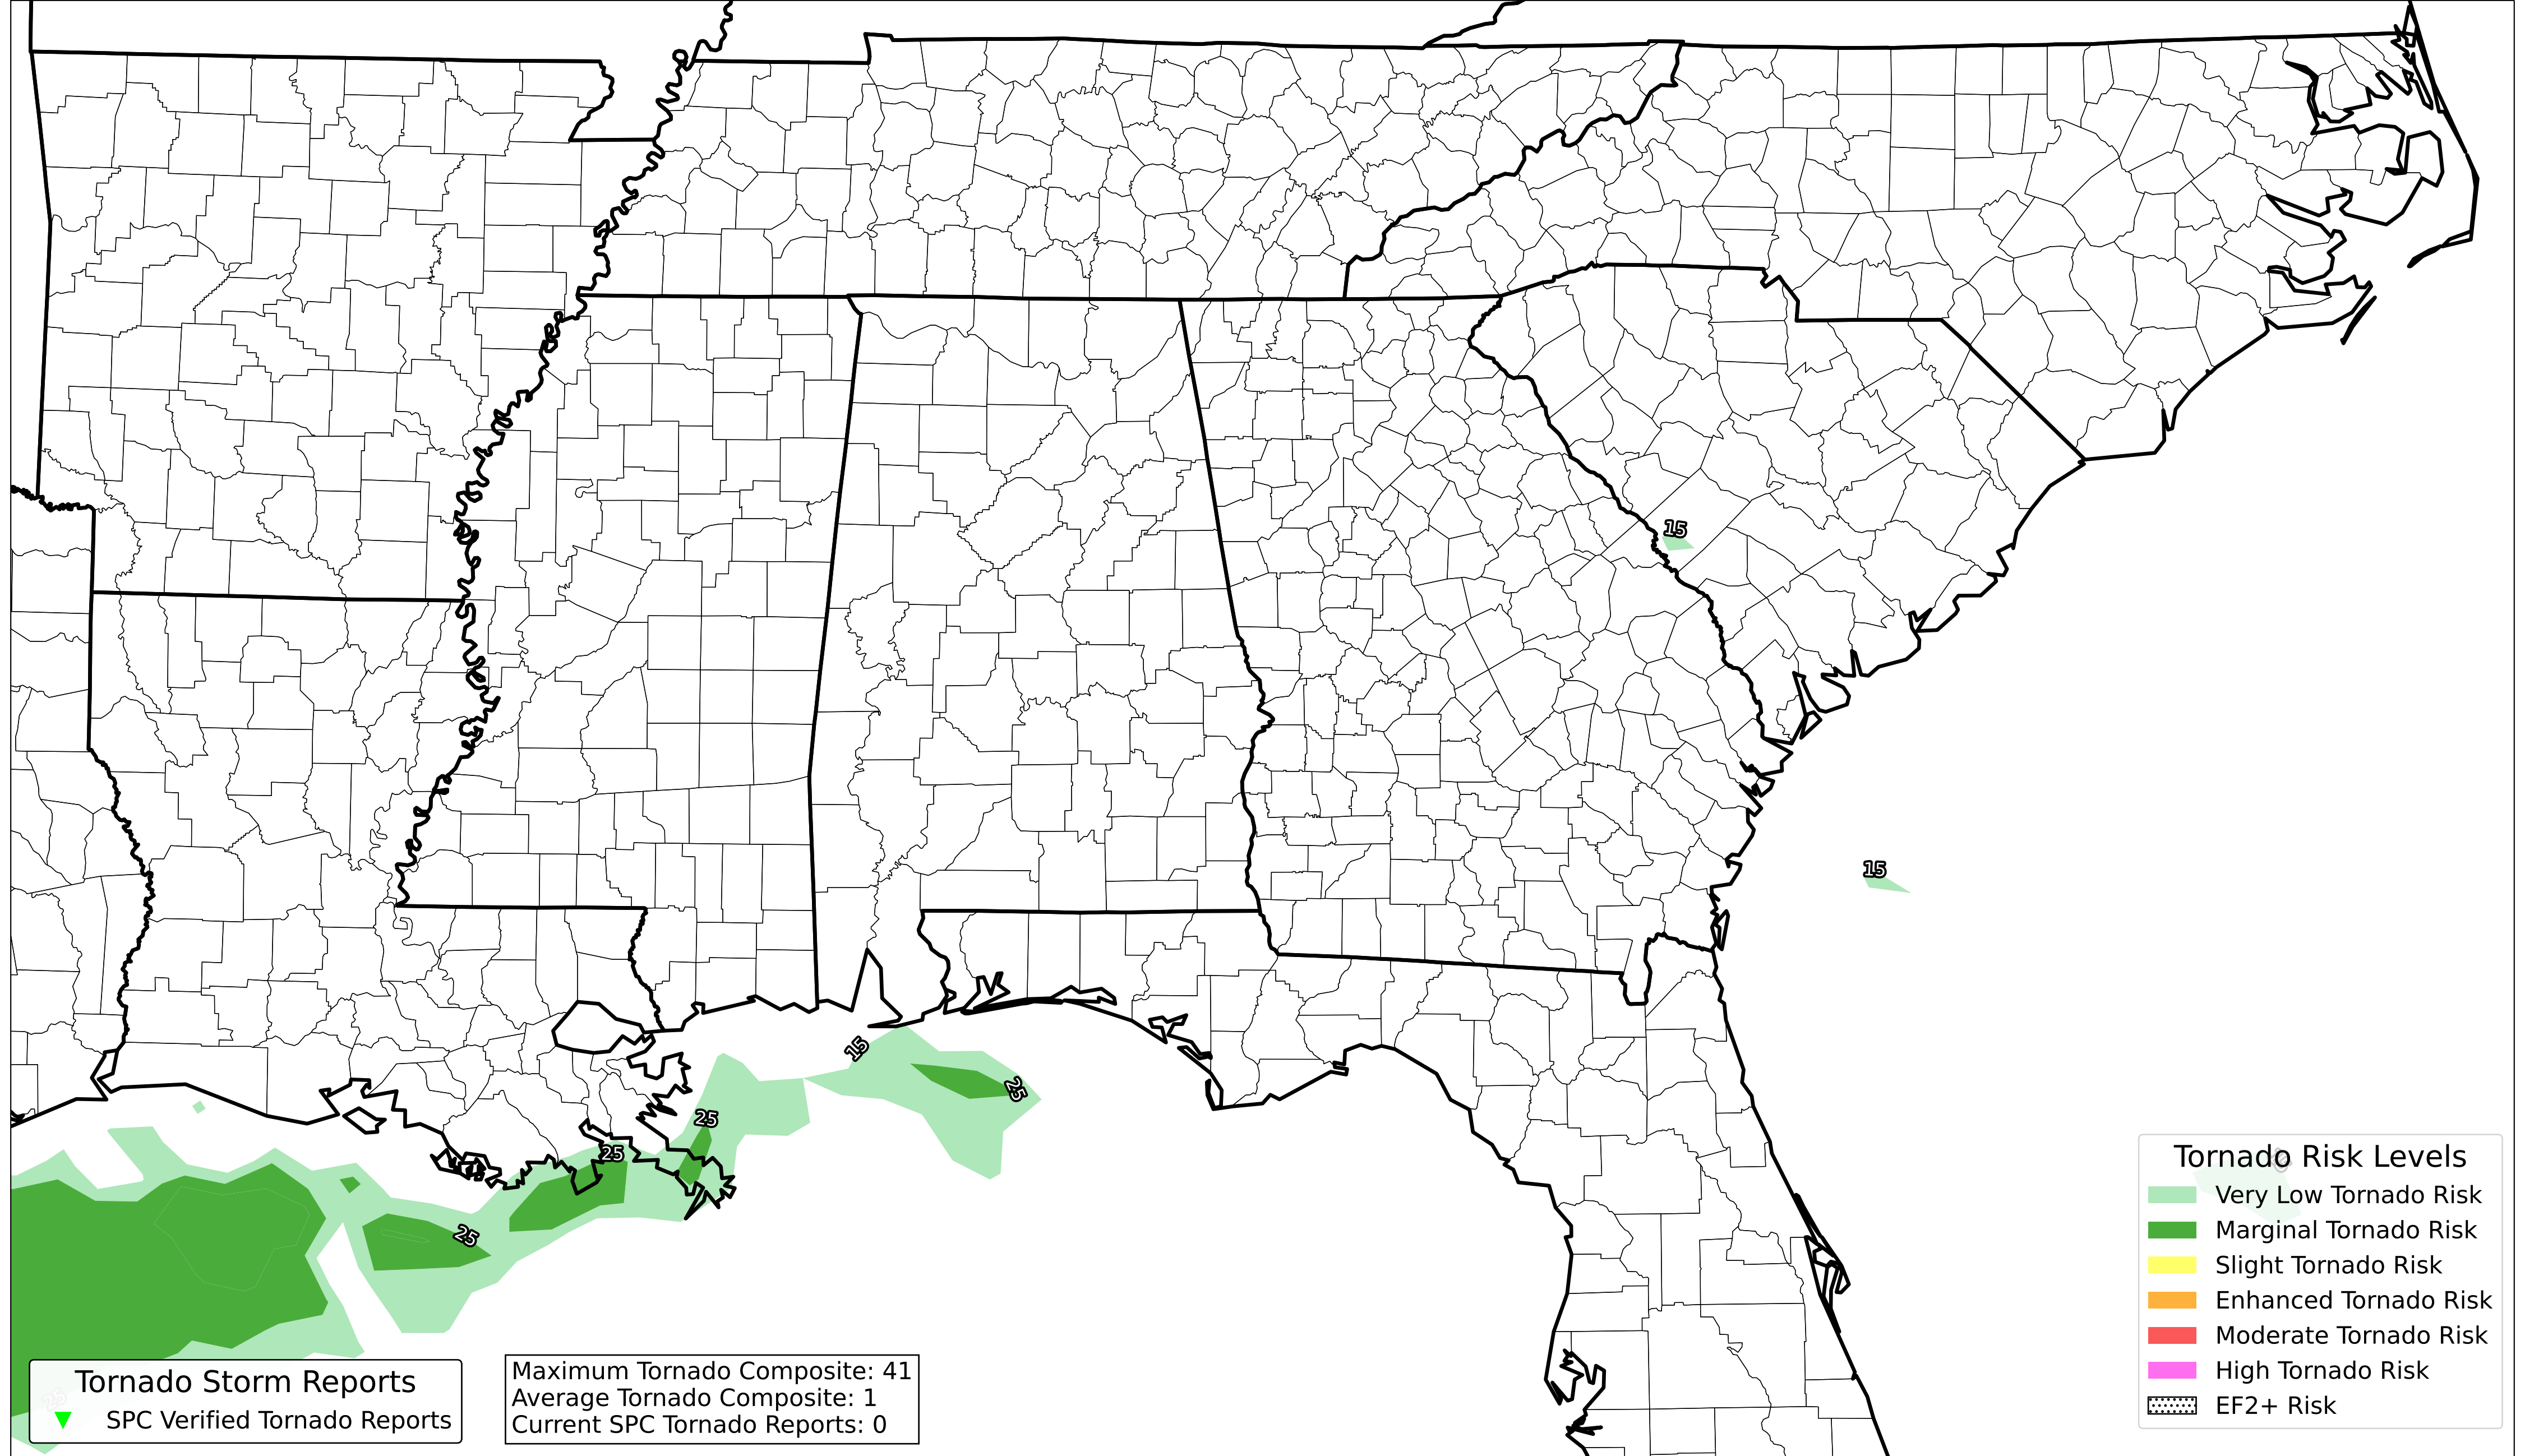 15
15
15
25
25
25
25
25
Tornado Risk Levels
Very Low Tornado Risk
Marginal Tornado Risk
Slight Tornado Risk
Enhanced Tornado Risk
Moderate Tornado Risk
High Tornado Risk
EF2+ Risk
Tornado Storm Reports
SPC Verified Tornado Reports
Maximum Tornado Composite: 41
Average Tornado Composite: 1
Current SPC Tornado Reports: 0